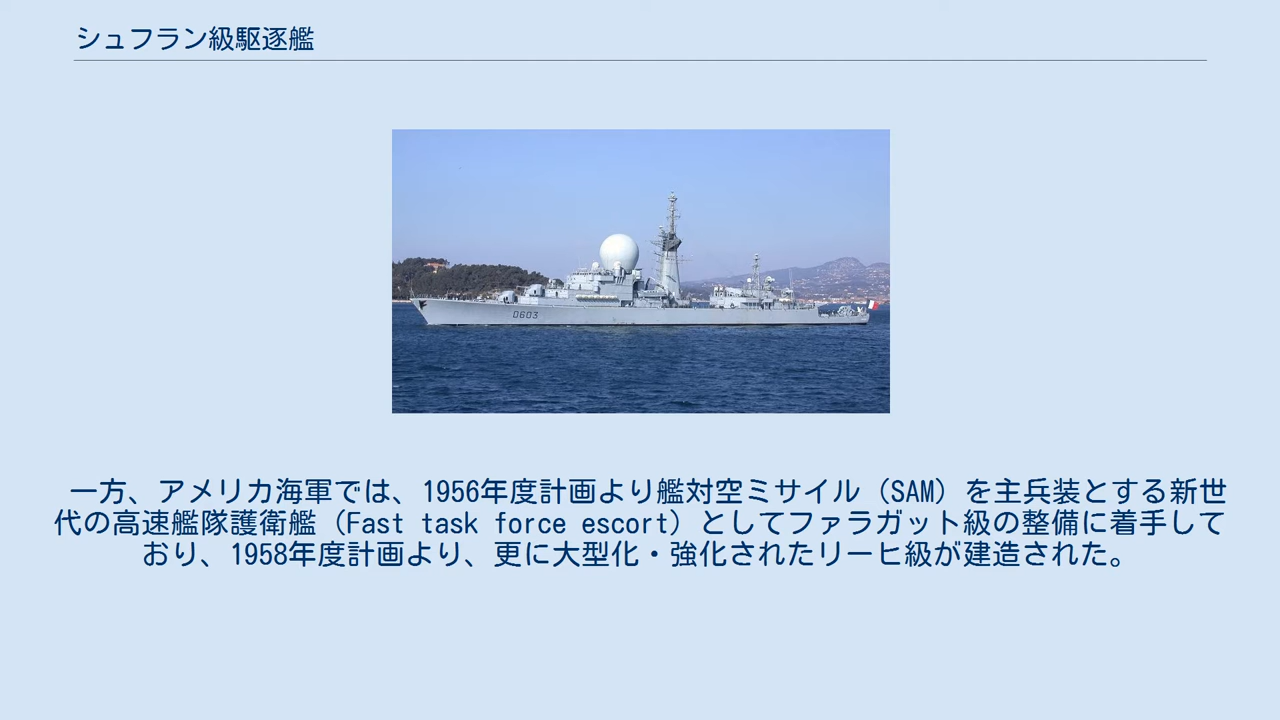 シュフラン級駆逐艦
D603
一方、アメリカ海軍では、1956年度計画より艦対空ミサイル（SAM）を主兵装とする新世
代の高速艦隊護衛艦（Fast task force escort）としてファラガット級の整備に着手して
おり、1958年度計画より、更に大型化・強化されたリーヒ級が建造された。